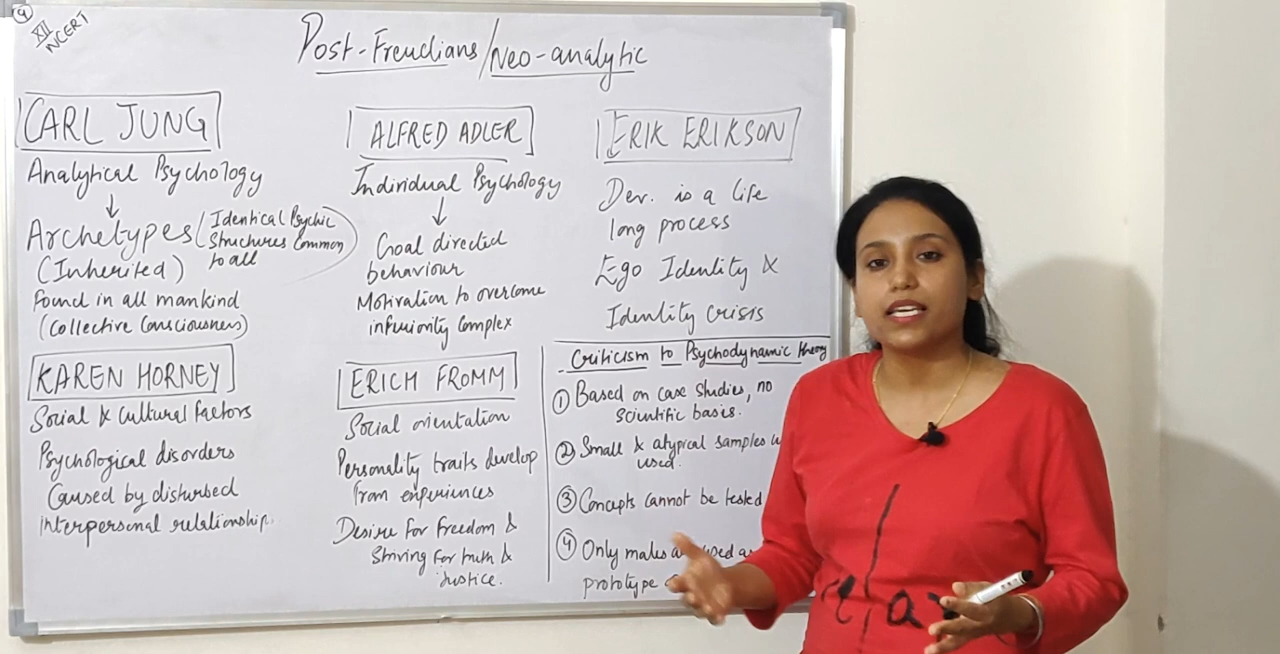 9
XII
NCERT
Post-Freudians/Neo-analytic
CARL JUNG
Analytical Psychology
↓
Archetypes (Identical Psychic
Structures Common
to all)
(Inherited)
Found in all mankind
(Collective Consciousness)
ALFRED ADLER
Individual Psychology
↓
Goal directed
behaviour
Motivation to overcome
inferiority Complex
ERIK ERIKSON
Dev. is a life
long process
Ego Identity &
Identity crisis
KAREN HORNEY
Social & cultural factors
Psychological disorders
Caused by disturbed
interpersonal relationship.
ERICH FROMM
Social orientation
Personality traits develop
from experiences
Desire for freedom &
Striving for truth &
justice.
Criticism to Psychodynamic theory
① Based on case studies, no
scientific basis.
② Small & atypical samples
used.
③ Concepts cannot be tested
④ Only males
prototype